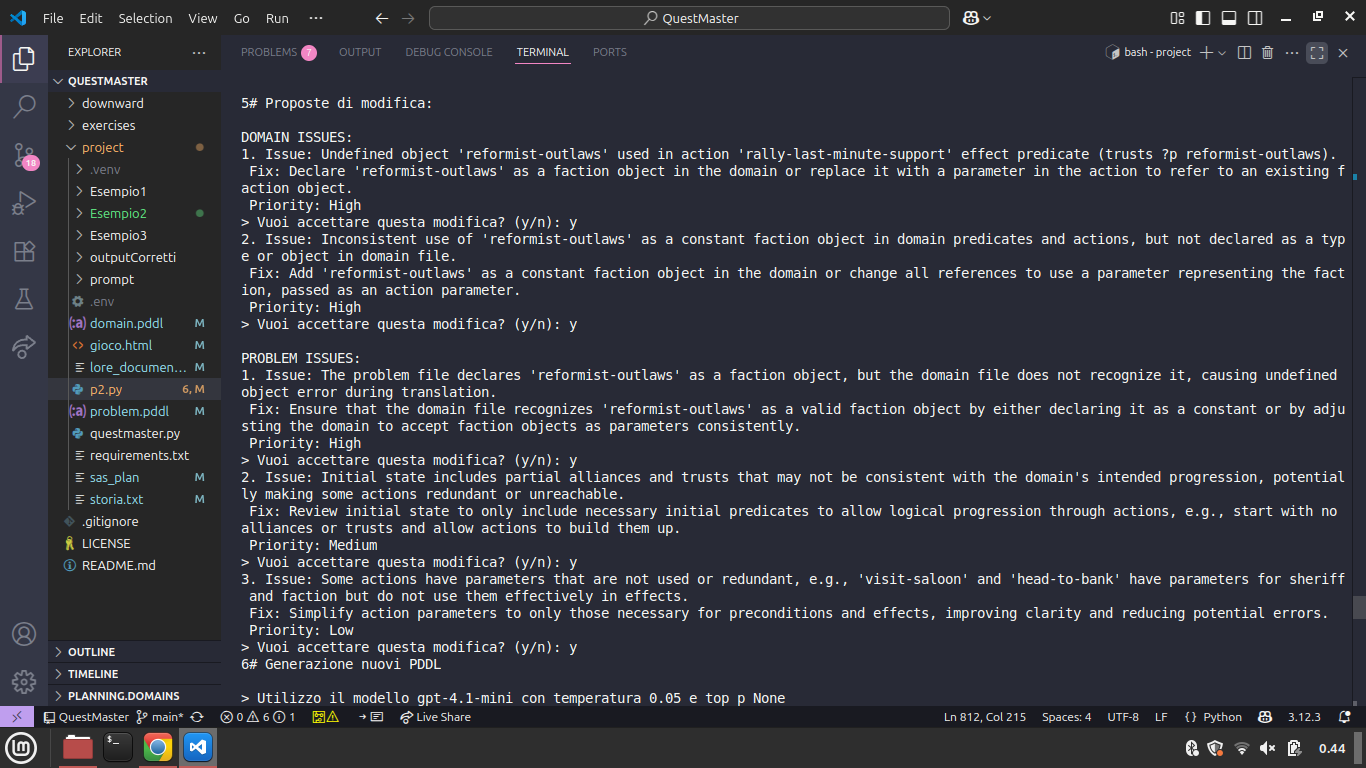 File Edit Selection View Go Run ··· QuestMaster
EXPLORER ···
PROBLEMS 7 OUTPUT DEBUG CONSOLE TERMINAL PORTS bash - project
QUESTMASTER
downward
exercises
project
.venv
Esempio1
Esempio2
Esempio3
outputCorretti
prompt
.env
domain.pddl M
gioco.html M
lore_documen... M
p2.py 6, M
problem.pddl M
questmaster.py
requirements.txt
sas_plan M
storia.txt M
.gitignore
LICENSE
README.md
OUTLINE
TIMELINE
PLANNING.DOMAINS
18
5# Proposte di modifica:
DOMAIN ISSUES:
1. Issue: Undefined object 'reformist-outlaws' used in action 'rally-last-minute-support' effect predicate (trusts ?p reformist-outlaws).
Fix: Declare 'reformist-outlaws' as a faction object in the domain or replace it with a parameter in the action to refer to an existing f
action object.
Priority: High
> Vuoi accettare questa modifica? (y/n): y
2. Issue: Inconsistent use of 'reformist-outlaws' as a constant faction object in domain predicates and actions, but not declared as a typ
e or object in domain file.
Fix: Add 'reformist-outlaws' as a constant faction object in the domain or change all references to use a parameter representing the fact
ion, passed as an action parameter.
Priority: High
> Vuoi accettare questa modifica? (y/n): y
PROBLEM ISSUES:
1. Issue: The problem file declares 'reformist-outlaws' as a faction object, but the domain file does not recognize it, causing undefined
object error during translation.
Fix: Ensure that the domain file recognizes 'reformist-outlaws' as a valid faction object by either declaring it as a constant or by adju
sting the domain to accept faction objects as parameters consistently.
Priority: High
> Vuoi accettare questa modifica? (y/n): y
2. Issue: Initial state includes partial alliances and trusts that may not be consistent with the domain's intended progression, potential
ly making some actions redundant or unreachable.
Fix: Review initial state to only include necessary initial predicates to allow logical progression through actions, e.g., start with no
alliances or trusts and allow actions to build them up.
Priority: Medium
> Vuoi accettare questa modifica? (y/n): y
3. Issue: Some actions have parameters that are not used or redundant, e.g., 'visit-saloon' and 'head-to-bank' have parameters for sheriff
and faction but do not use them effectively in effects.
Fix: Simplify action parameters to only those necessary for preconditions and effects, improving clarity and reducing potential errors.
Priority: Low
> Vuoi accettare questa modifica? (y/n): y
6# Generazione nuovi PDDL
> Utilizzo il modello gpt-4.1-mini con temperatura 0.05 e top p None
QuestMaster main* 0 6 1 Live Share Ln 812, Col 215 Spaces: 4 UTF-8 LF Python 3.12.3
0.44